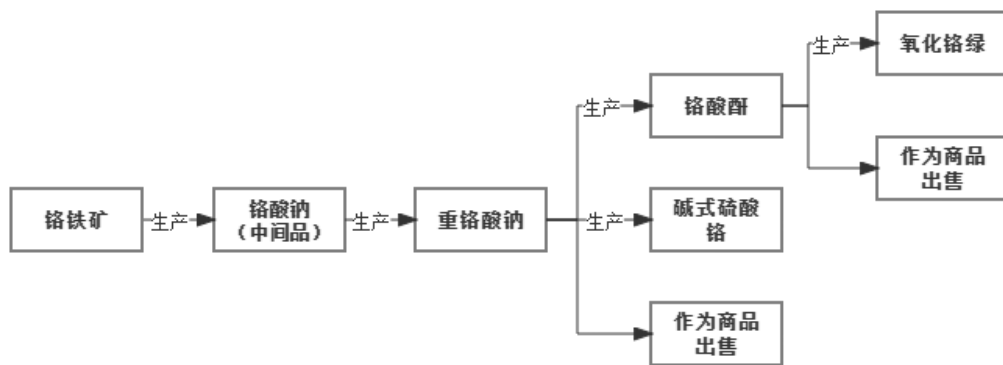 生产
氧化铬绿
生产
铬酸酐
作为商品
出售
铬铁矿
生产
铬酸钠
（中间品）
生产
重铬酸钠
生产
碱式硫酸
铬
作为商品
出售